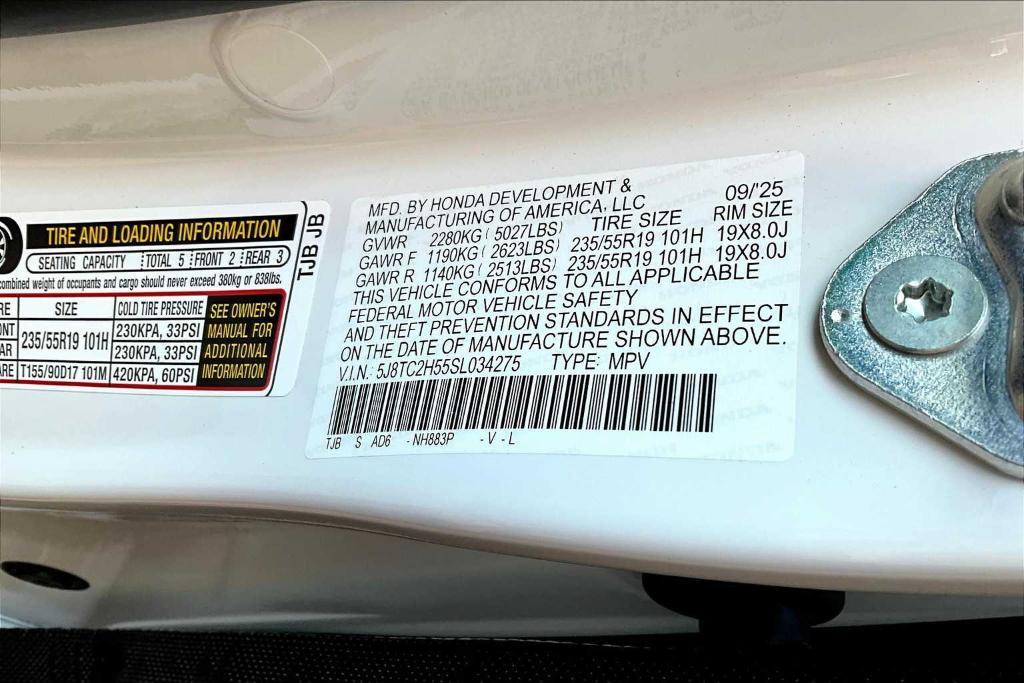 TIRE AND LOADING INFORMATION
SEATING CAPACITY TOTAL 5 FRONT 2 REAR 3
combined weight of occupants and cargo should never exceed 380kg or 838lbs.
SIZE COLD TIRE PRESSURE
235/55R19 101H
230KPA, 33PSI
230KPA, 33PSI
T155/90D17 101M 420KPA, 60PSI
SEE OWNER'S
MANUAL FOR
ADDITIONAL
INFORMATION
TJB JB
MFD. BY HONDA DEVELOPMENT & 09/'25
MANUFACTURING OF AMERICA, LLC
TIRE SIZE RIM SIZE
GVWR 2280KG ( 5027LBS)
GAWR F 1190KG ( 2623LBS) 235/55R19 101H 19X8.0J
GAWR R 1140KG ( 2513LBS) 235/55R19 101H 19X8.0J
THIS VEHICLE CONFORMS TO ALL APPLICABLE
FEDERAL MOTOR VEHICLE SAFETY
AND THEFT PREVENTION STANDARDS IN EFFECT
ON THE DATE OF MANUFACTURE SHOWN ABOVE.
V.I.N.: 5J8TC2H55SL034275 TYPE: MPV
TJB S AD6 -NH883P -V-L